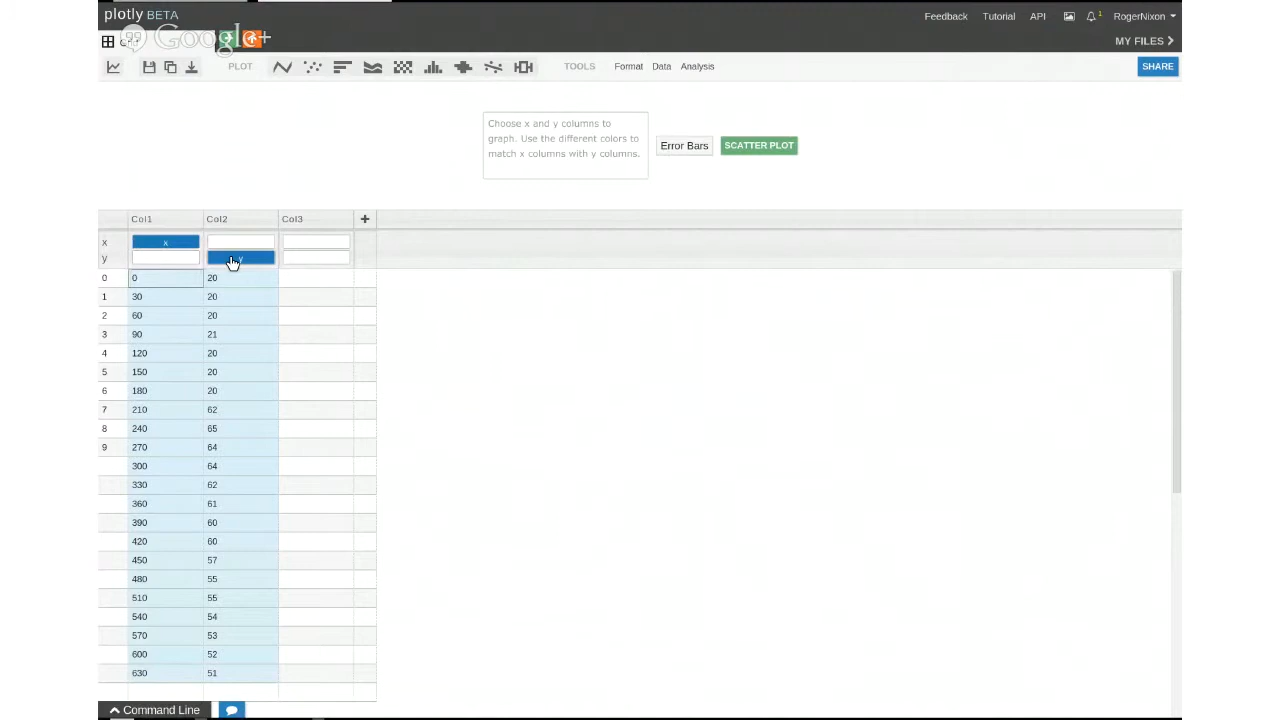 plotly BETA
Feedback Tutorial API 1 RogerNixon
Google+
MY FILES
PLOT TOOLS Format Data Analysis SHARE
Choose x and y columns to
graph. Use the different colors to
match x columns with y columns.
Error Bars SCATTER PLOT
Col1 Col2 Col3 +
x x
y y
0 0 20
1 30 20
2 60 20
3 90 21
4 120 20
5 150 20
6 180 20
7 210 62
8 240 65
9 270 64
300 64
330 62
360 61
390 60
420 60
450 57
480 55
510 55
540 54
570 53
600 52
630 51
Command Line